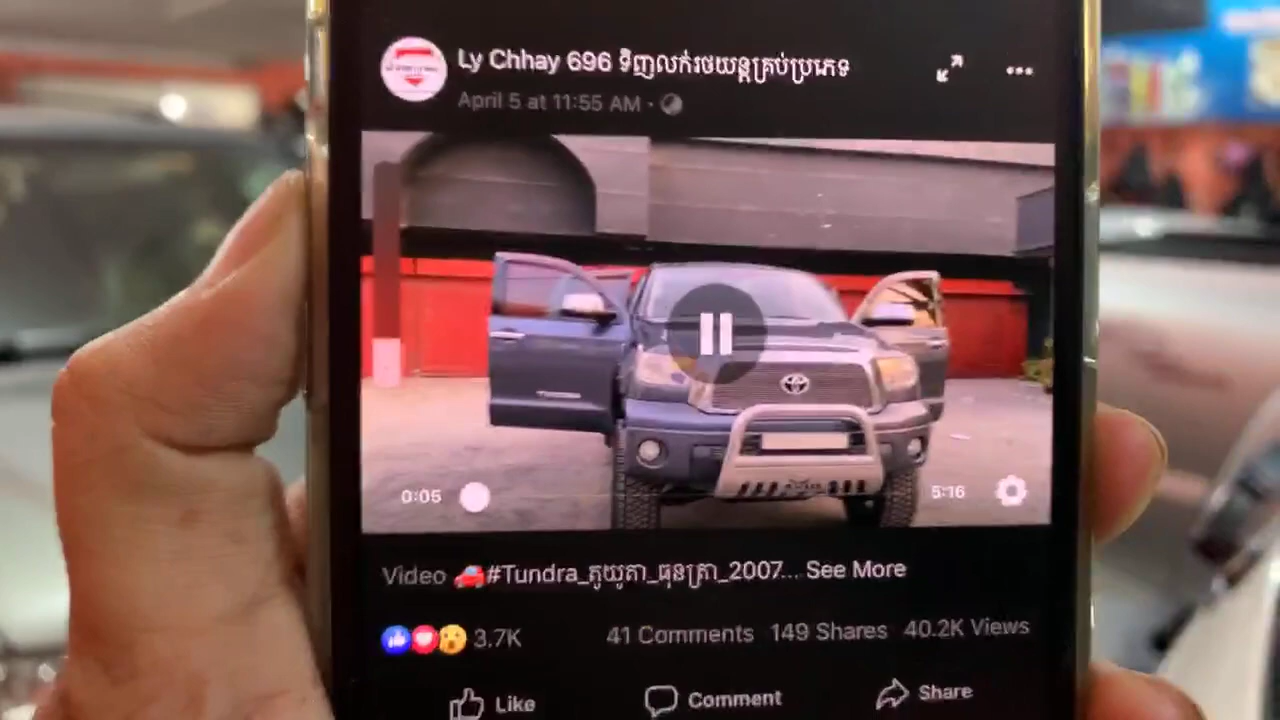 Ly Chhay 696 ទិញលក់រថយន្តគ្រប់ប្រភេទ
April 5 at 11:55 AM ·
0:05
5:16
Video 🚗#Tundra_តូយូតា_ធុនត្រា_2007... See More
3.7K 41 Comments 149 Shares 40.2K Views
Like Comment Share